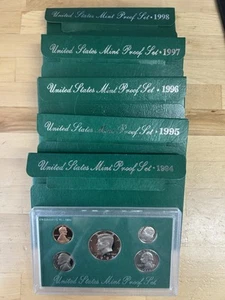 United States Mint Proof Set · 1998
United States Mint Proof Set · 1997
United States Mint Proof Set · 1996
United States Mint Proof Set · 1995
United States Mint Proof Set · 1994
United States Mint Proof Set